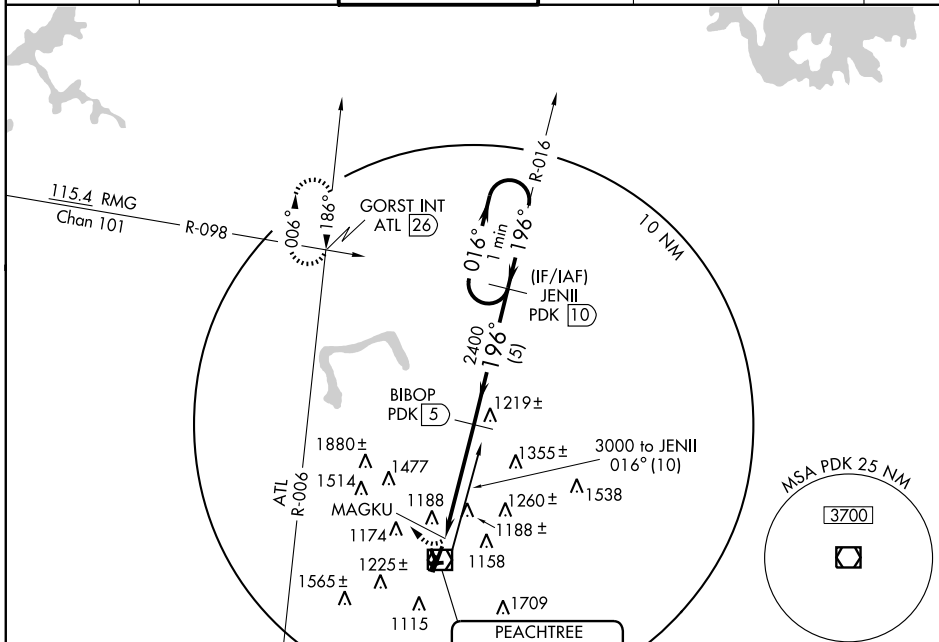 R-016
115.4 RMG
Chan 101
R-098
GORST INT
ATL 26
006°
186°
016°
1 min
196°
10 NM
(IF/IAF)
JENII
PDK 10
2400
196°
(5)
BIBOP
PDK 5
1219±
1880±
1477
1514
1355±
3000 to JENII
016° (10)
1538
ATL
R-006
MAGKU
1188
1260±
1174
1188±
1158
1225±
1565±
1115
1709
PEACHTREE
MSA PDK 25 NM
3700